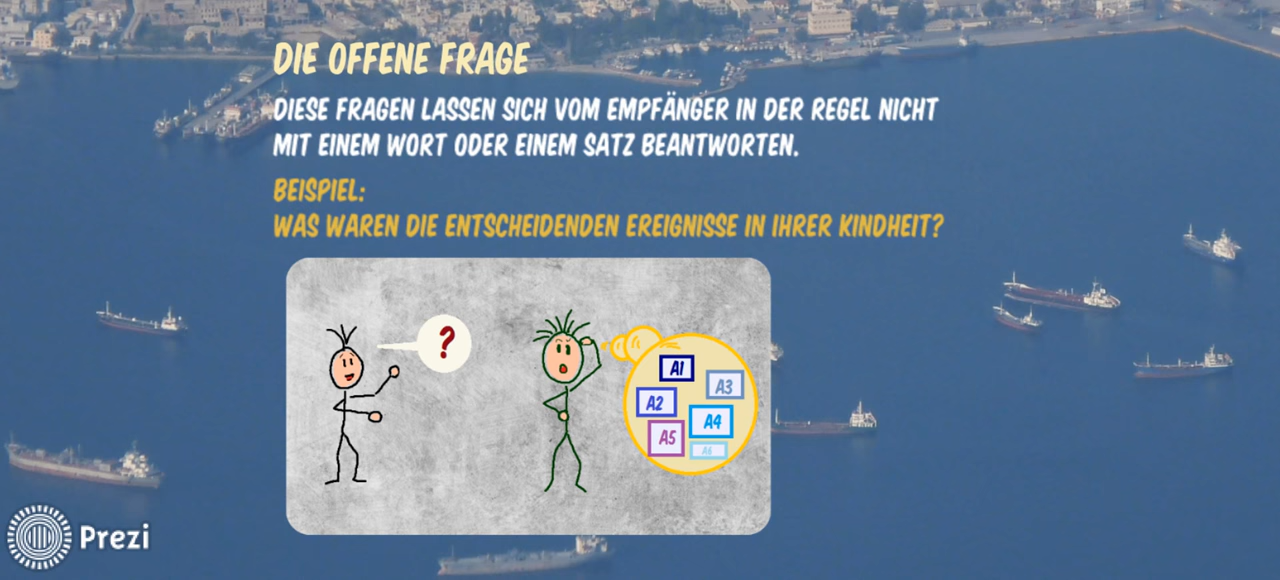 DIE OFFENE FRAGE
DIESE FRAGEN LASSEN SICH VOM EMPFÄNGER IN DER REGEL NICHT
MIT EINEM WORT ODER EINEM SATZ BEANTWORTEN.
BEISPIEL:
WAS WAREN DIE ENTSCHEIDENDEN EREIGNISSE IN IHRER KINDHEIT?
?
A1
A3
A2
A4
A5
A6
Prezi